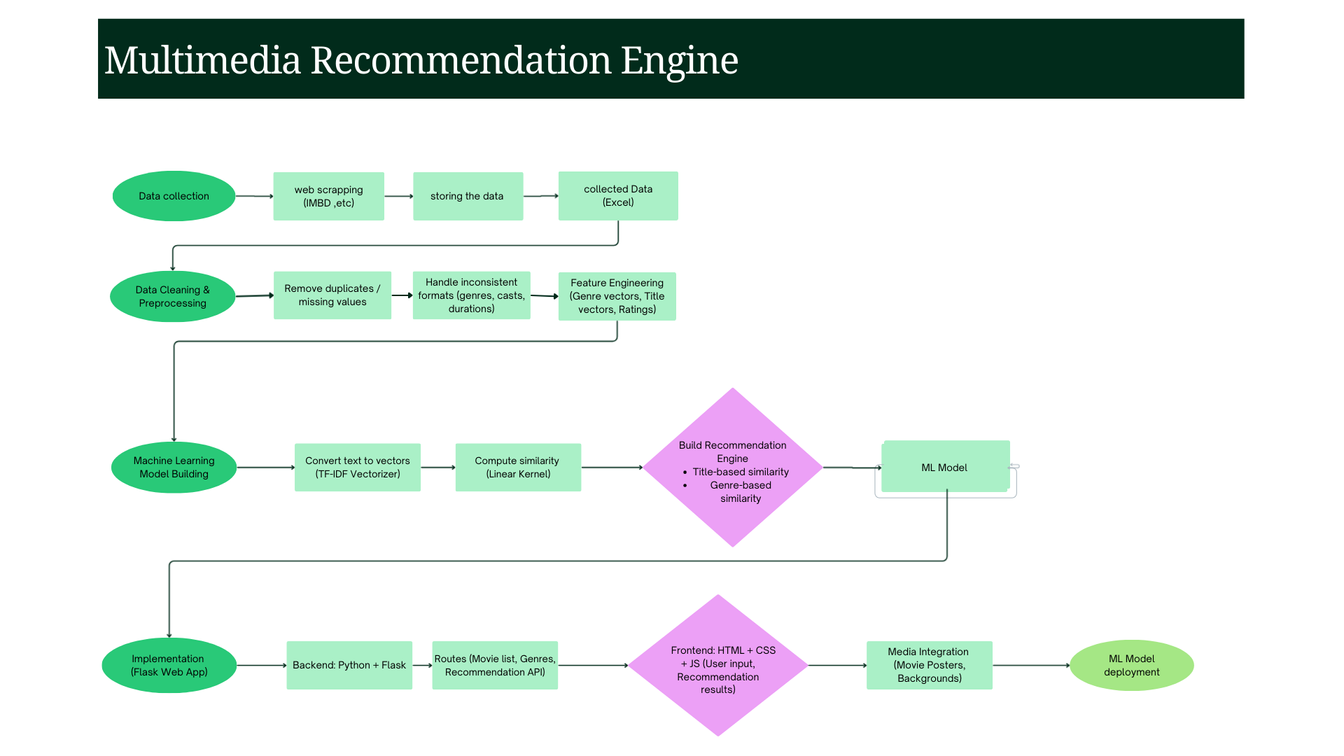 Multimedia Recommendation Engine
Data collection
web scrapping
(IMBD ,etc)
storing the data
collected Data
(Excel)
Data Cleaning &
Preprocessing
Remove duplicates /
missing values
Handle inconsistent
formats (genres, casts,
durations)
Feature Engineering
(Genre vectors, Title
vectors, Ratings)
Machine Learning
Model Building
Convert text to vectors
(TF-IDF Vectorizer)
Compute similarity
(Linear Kernel)
Build Recommendation
Engine
• Title-based similarity
• Genre-based
similarity
ML Model
Implementation
(Flask Web App)
Backend: Python + Flask
Routes (Movie list, Genres,
Recommendation API)
Frontend: HTML + CSS
+ JS (User input,
Recommendation
results)
Media Integration
(Movie Posters,
Backgrounds)
ML Model
deployment